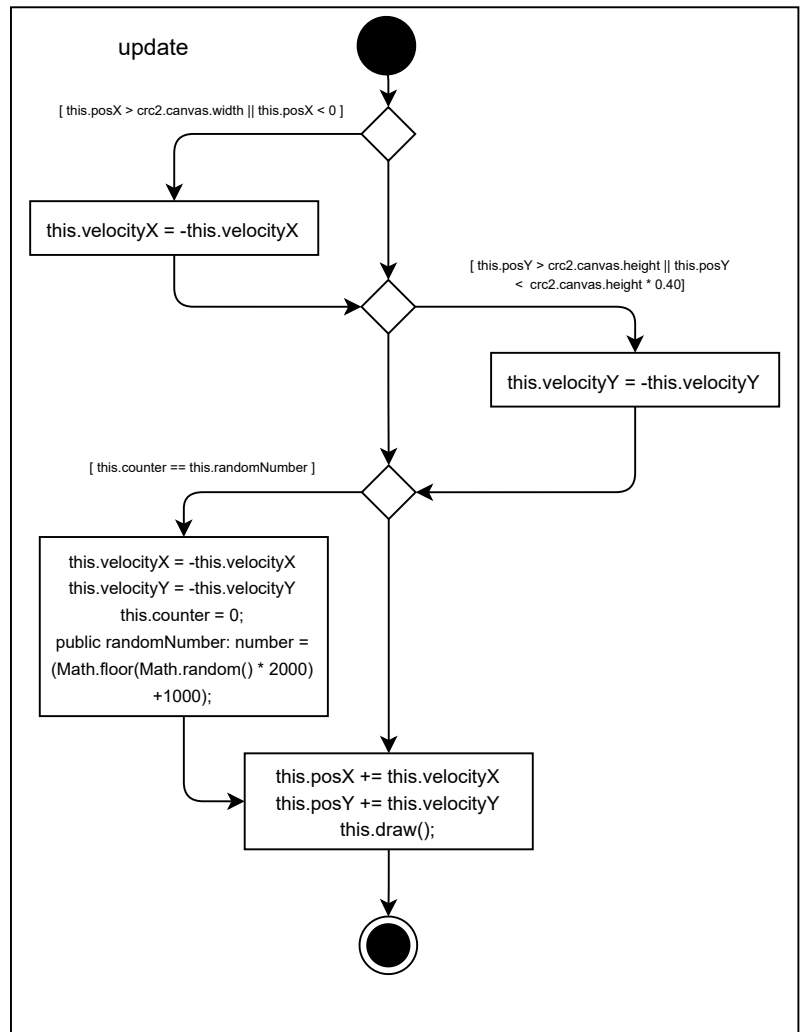 update
[ this.posX > crc2.canvas.width || this.posX < 0 ]
this.velocityX = -this.velocityX
[ this.posY > crc2.canvas.height || this.posY
< crc2.canvas.height * 0.40]
this.velocityY = -this.velocityY
[ this.counter == this.randomNumber ]
this.velocityX = -this.velocityX
this.velocityY = -this.velocityY
this.counter = 0;
public randomNumber: number =
(Math.floor(Math.random() * 2000)
+1000);
this.posX += this.velocityX
this.posY += this.velocityY
this.draw();